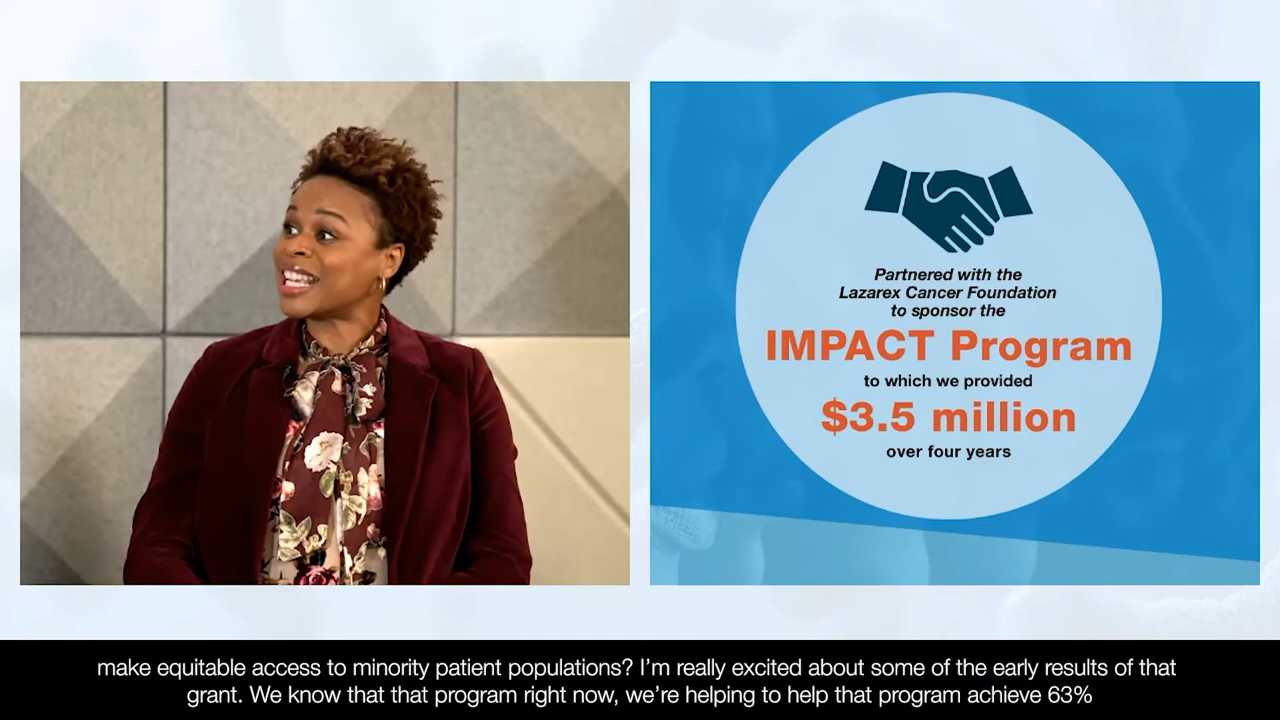 Partnered with the
Lazarex Cancer Foundation
to sponsor the
IMPACT Program
to which we provided
$3.5 million
over four years
make equitable access to minority patient populations? I'm really excited about some of the early results of that
grant. We know that that program right now, we're helping to help that program achieve 63%